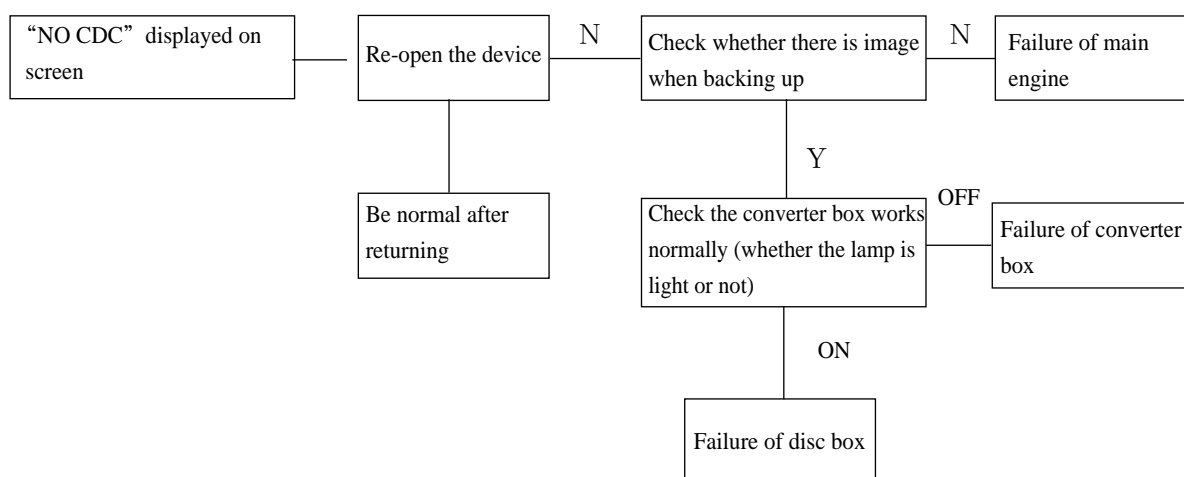 “NO CDC” displayed on
screen
Re-open the device
N
Check whether there is image
when backing up
N
Failure of main
engine
Y
Be normal after
returning
Check the converter box works
normally (whether the lamp is
light or not)
OFF
Failure of converter
box
ON
Failure of disc box